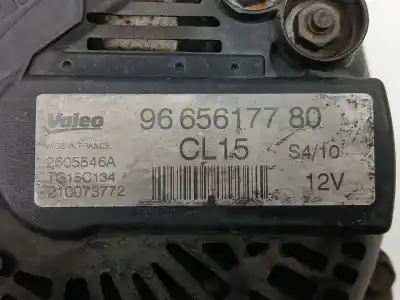 Valeo 96 656177 80
MADE IN FRANCE CL15 S4/10
2605546A
TG15C134
210073772 12V